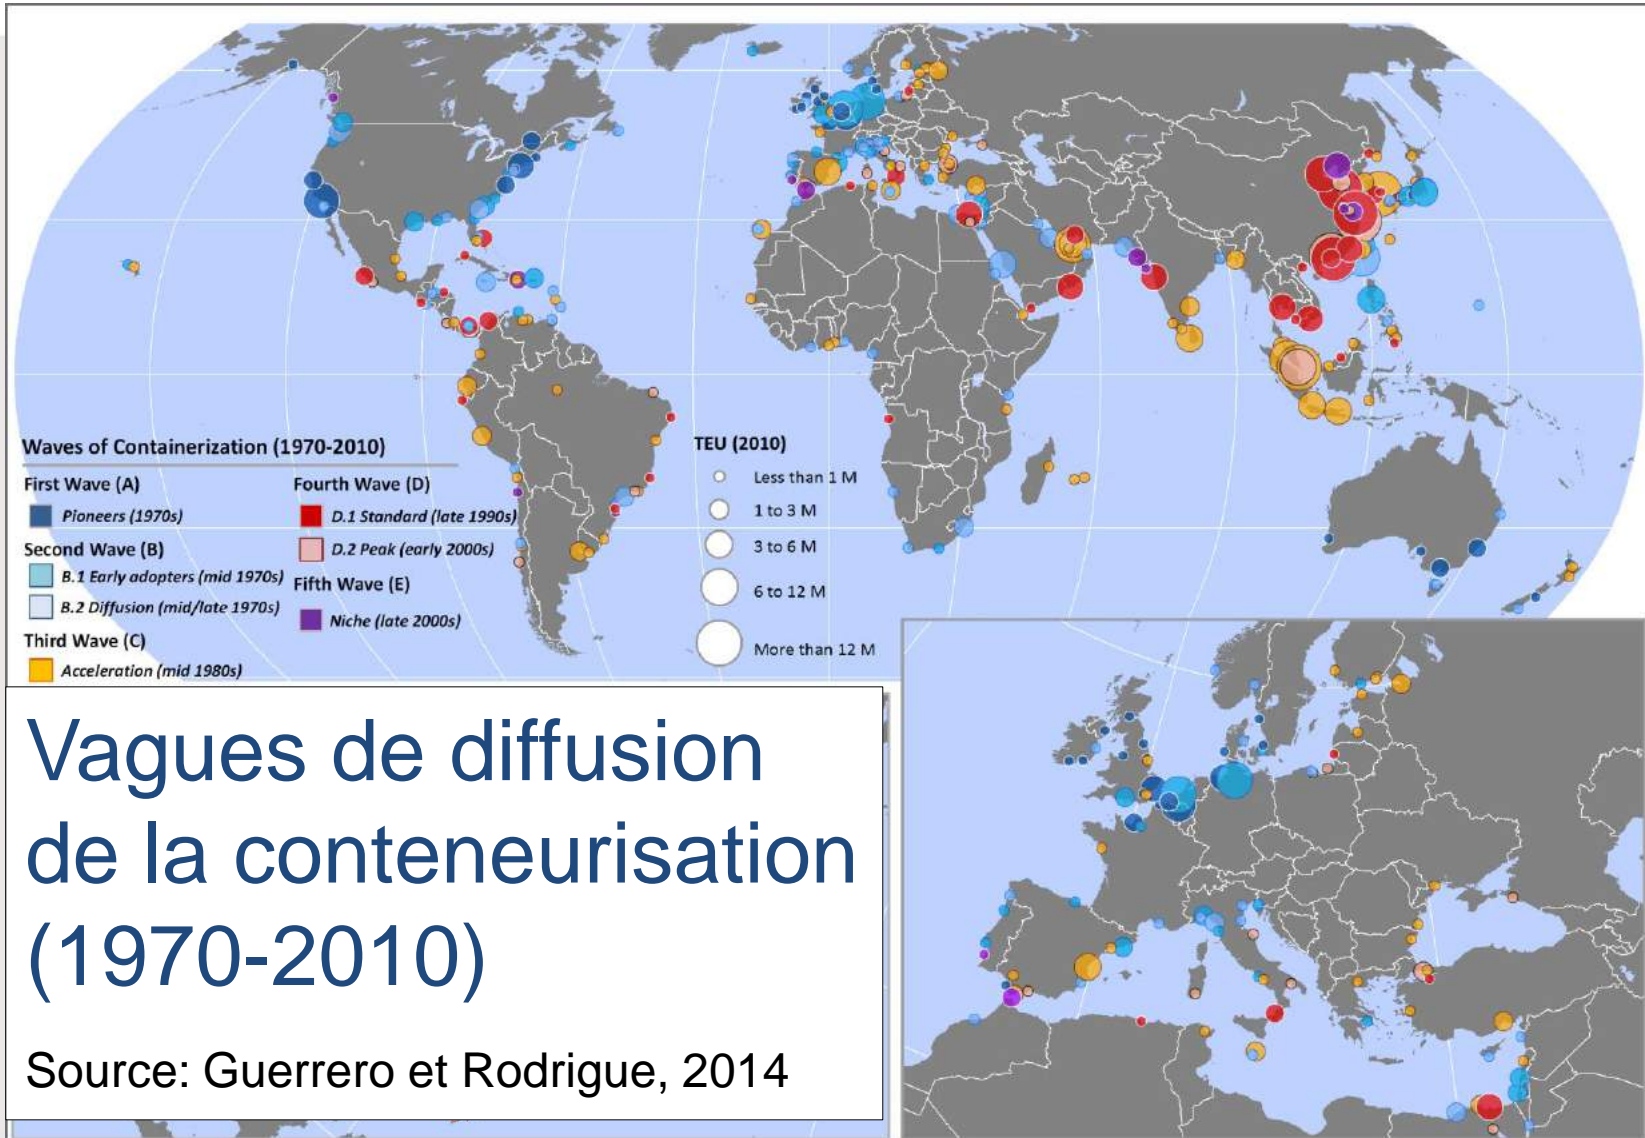 Waves of Containerization (1970-2010)
First Wave (A)
Pioneers (1970s)
Second Wave (B)
B.1 Early adopters (mid 1970s)
B.2 Diffusion (mid/late 1970s)
Third Wave (C)
Acceleration (mid 1980s)
Fourth Wave (D)
D.1 Standard (late 1990s)
D.2 Peak (early 2000s)
Fifth Wave (E)
Niche (late 2000s)
TEU (2010)
Less than 1 M
1 to 3 M
3 to 6 M
6 to 12 M
More than 12 M
Vagues de diffusion
de la conteneurisation
(1970-2010)
Source: Guerrero et Rodrigue, 2014